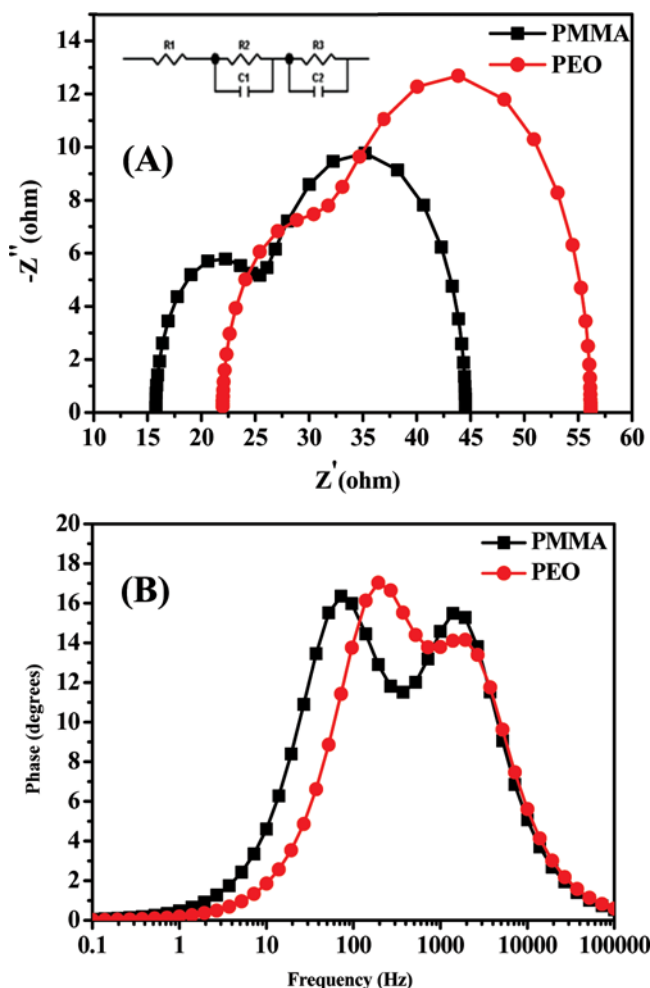 R1 R2 R3
C1 C2
PMMA
PEO
(A)
14
12
10
8
6
4
2
0
-Z''(ohm)
10 15 20 25 30 35 40 45 50 55 60
Z'(ohm)
PMMA
PEO
(B)
20
18
16
14
12
10
8
6
4
2
0
Phase (degrees)
0.1 1 10 100 1000 10000 100000
Frequency (Hz)